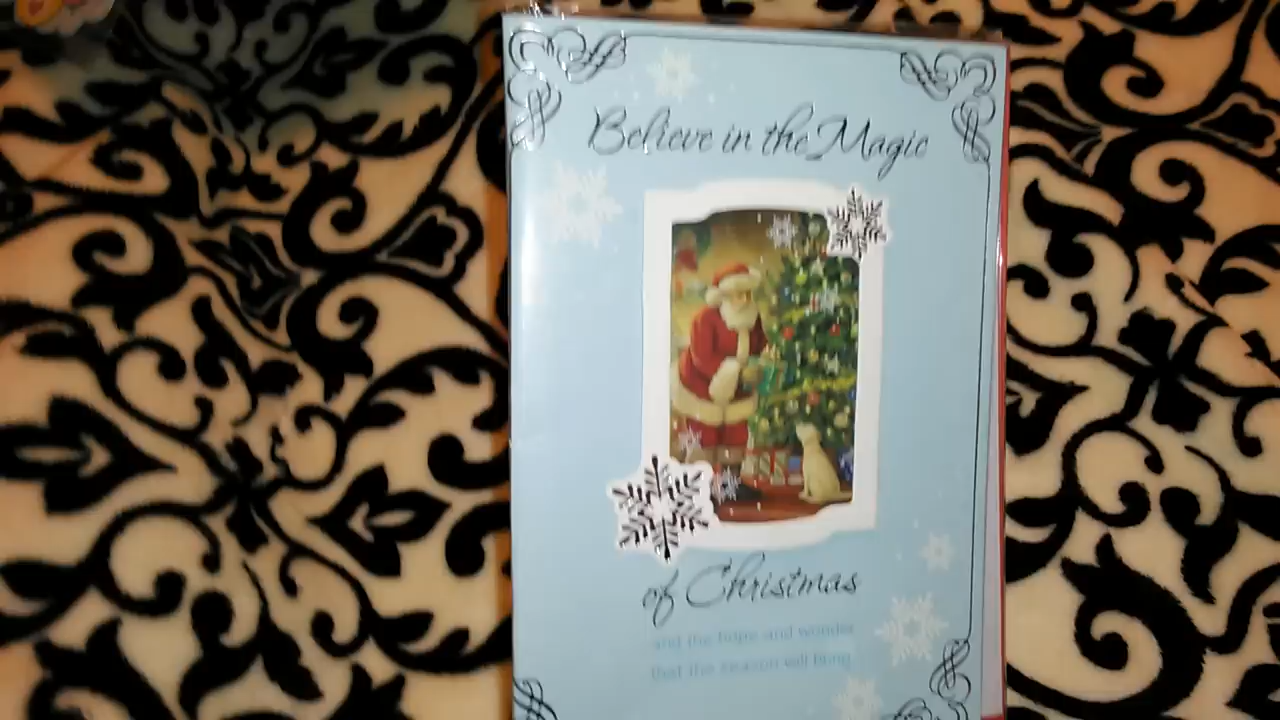 Believe in the Magic
of Christmas
and the hope and wonder
that the season will bring